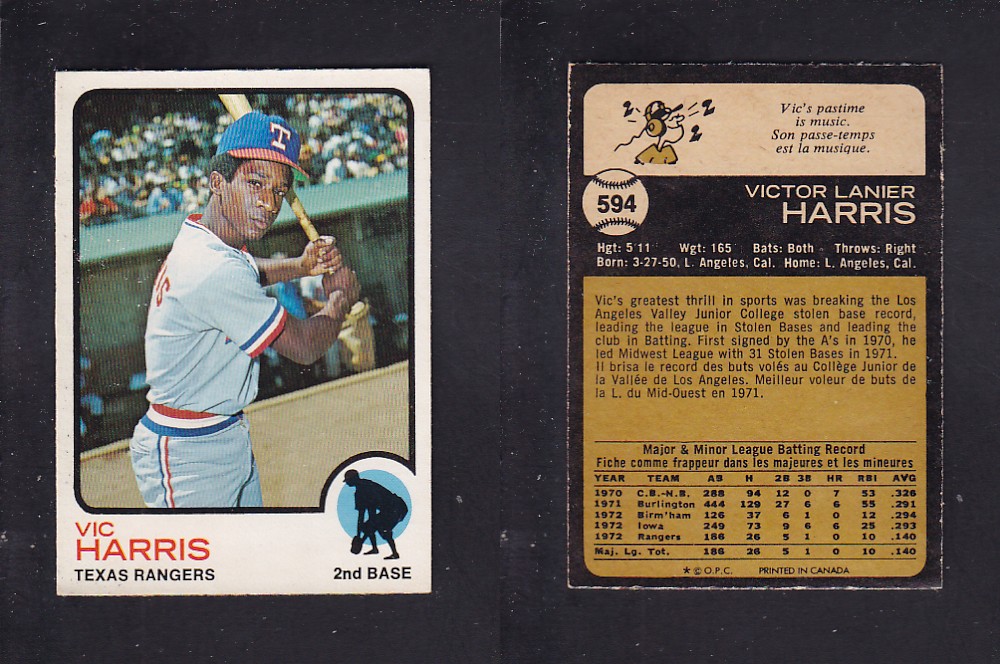 T
VIC
HARRIS
TEXAS RANGERS
2nd BASE
2 2
2
Vic's pastime
is music.
Son passe-temps
est la musique.
594
VICTOR LANIER
HARRIS
Hgt: 5 11 Wgt: 165 Bats: Both Throws: Right
Born: 3-27-50, L. Angeles, Cal. Home: L. Angeles, Cal.
Vic's greatest thrill in sports was breaking the Los
Angeles Valley Junior College stolen base record,
leading the league in Stolen Bases and leading the
club in Batting. First signed by the A's in 1970, he
led Midwest League with 31 Stolen Bases in 1971.
Il brisa le record des buts volés au Collège Junior de
la Vallée de Los Angeles. Meilleur voleur de buts de
la L. du Mid-Ouest en 1971.
Major & Minor League Batting Record
Fiche comme frappeur dans les majeures et les mineures
YEAR TEAM AB H 2B 3B HR RBI AVG
1970 C.B.-N.B. 288 94 12 0 7 53 .326
1971 Burlington 444 129 27 6 6 55 .291
1972 Birm'ham 126 37 6 1 0 12 .294
1972 Iowa 249 73 9 6 6 25 .293
1972 Rangers 186 26 5 1 0 10 .140
Maj. Lg. Tot. 186 26 5 1 0 10 .140
* © O.P.C. PRINTED IN CANADA